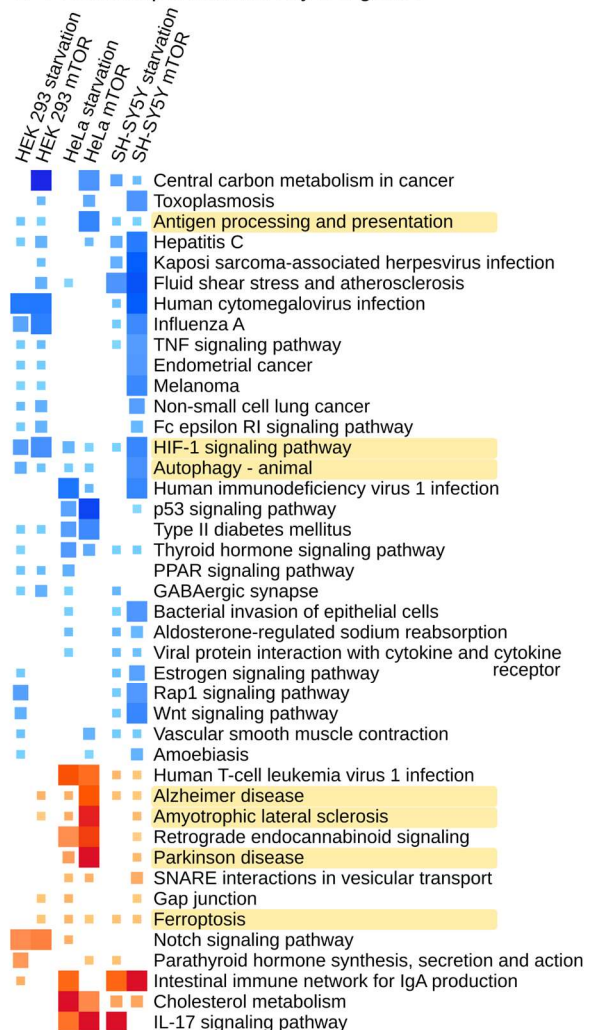 HEK 293 starvation
HEK 293 mTOR
HeLa starvation
HeLa mTOR
SH-SY5Y starvation
SH-SY5Y mTOR
Central carbon metabolism in cancer
Toxoplasmosis
Antigen processing and presentation
Hepatitis C
Kaposi sarcoma-associated herpesvirus infection
Fluid shear stress and atherosclerosis
Human cytomegalovirus infection
Influenza A
TNF signaling pathway
Endometrial cancer
Melanoma
Non-small cell lung cancer
Fc epsilon RI signaling pathway
HIF-1 signaling pathway
Autophagy - animal
Human immunodeficiency virus 1 infection
p53 signaling pathway
Type II diabetes mellitus
Thyroid hormone signaling pathway
PPAR signaling pathway
GABAergic synapse
Bacterial invasion of epithelial cells
Aldosterone-regulated sodium reabsorption
Viral protein interaction with cytokine and cytokine
receptor
Estrogen signaling pathway
Rap1 signaling pathway
Wnt signaling pathway
Vascular smooth muscle contraction
Amoebiasis
Human T-cell leukemia virus 1 infection
Alzheimer disease
Amyotrophic lateral sclerosis
Retrograde endocannabinoid signaling
Parkinson disease
SNARE interactions in vesicular transport
Gap junction
Ferroptosis
Notch signaling pathway
Parathyroid hormone synthesis, secretion and action
Intestinal immune network for IgA production
Cholesterol metabolism
IL-17 signaling pathway